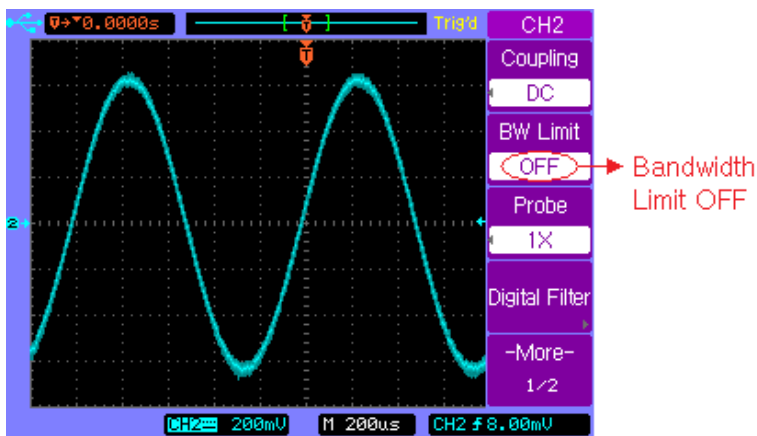 T→▼0.0000s [ T ] Trig'd CH2
T
Coupling
DC
BW Limit
OFF
Bandwidth
Limit OFF
Probe
1X
2
Digital Filter
-More-
1/2
CH2 200mV M 200us CH2 8.00mV